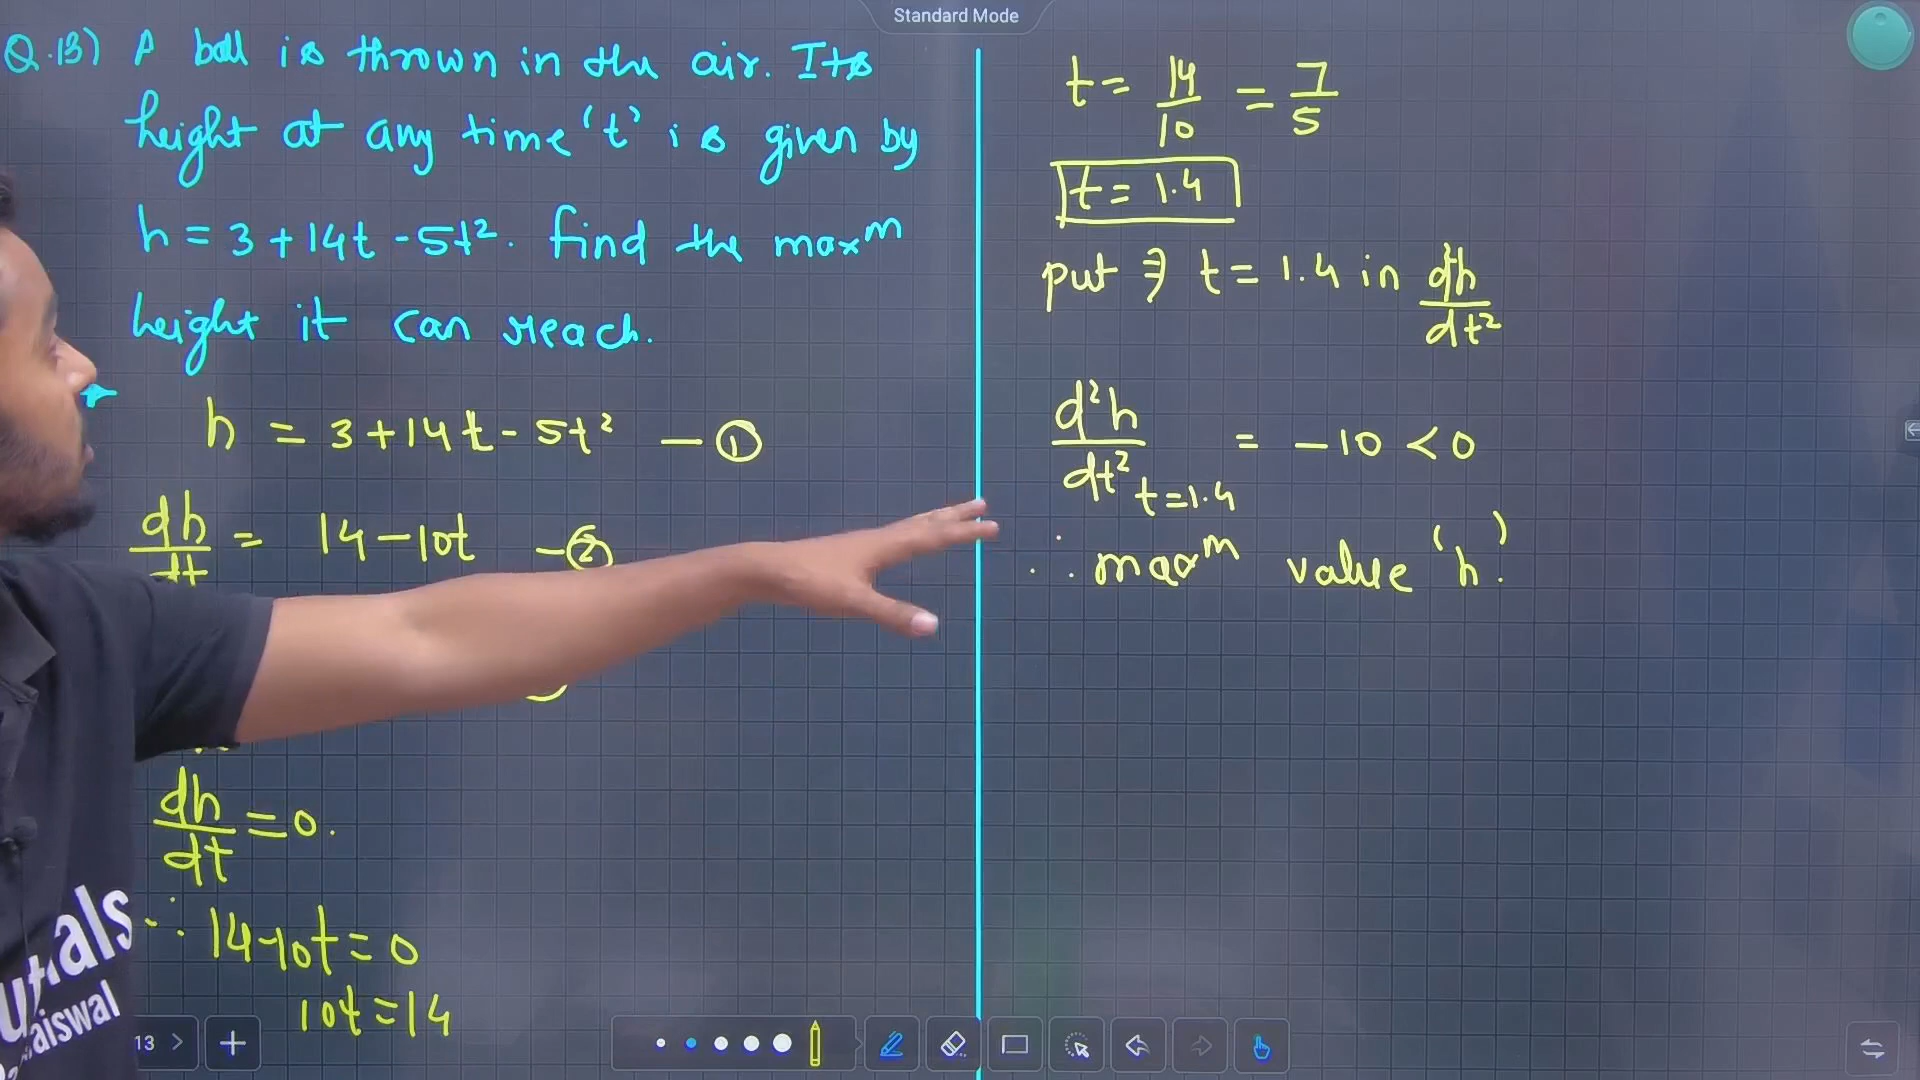 Standard Mode
Q.13) A ball is thrown in the air. Its
height at any time 't' is given by
h = 3 + 14t - 5t². find the maxᵐ
height it can reach.
h = 3 + 14t - 5t² — ①
dh/dt = 14 - 10t — ②
dh/dt = 0.
∴ 14 - 10t = 0
10t = 14
t = 14/10 = 7/5
t = 1.4
put ⇒ t = 1.4 in d²h/dt²
d²h/dt² t=1.4 = -10 < 0
∴ maxᵐ value 'h'.
als
aiswal
13